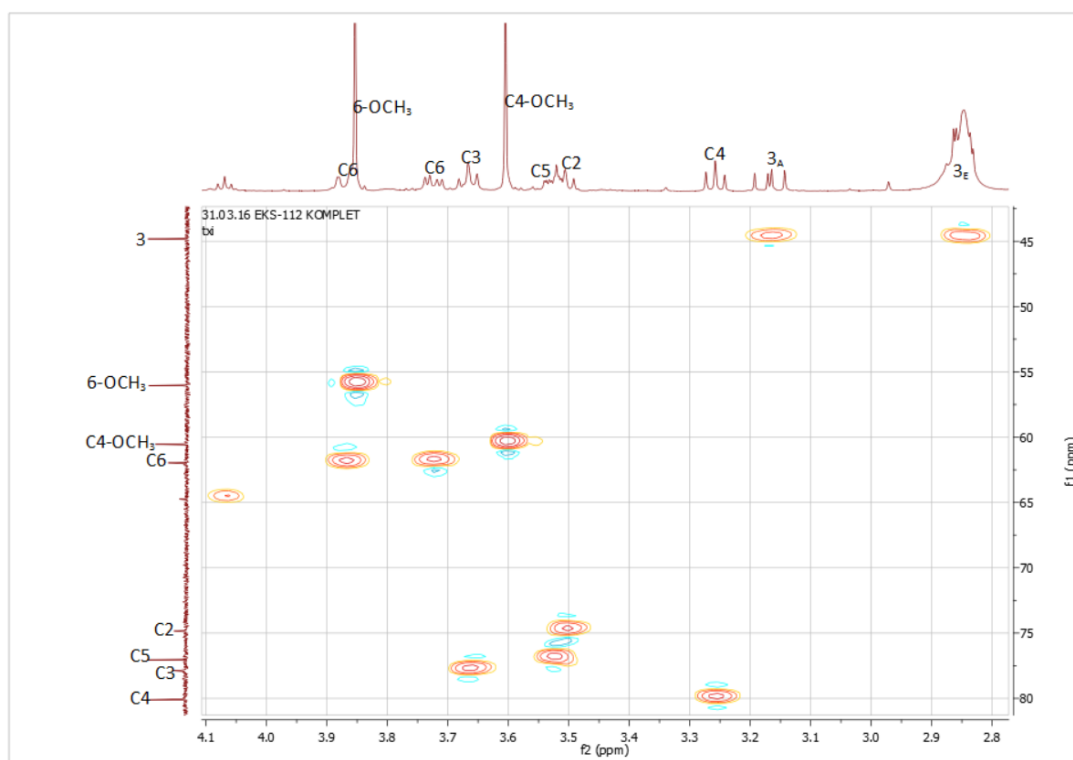 6-OCH₃
C4-OCH₃
C6
C6
C3
C5
C2
C4
3A
3E
31.03.16 EKS-112 KOMPLET
txi
3
6-OCH₃
C4-OCH₃
C6
C2
C5
C3
C4
45
50
55
60
65
70
75
80
f1 (ppm)
4.1 4.0 3.9 3.8 3.7 3.6 3.5 3.4 3.3 3.2 3.1 3.0 2.9 2.8
f2 (ppm)